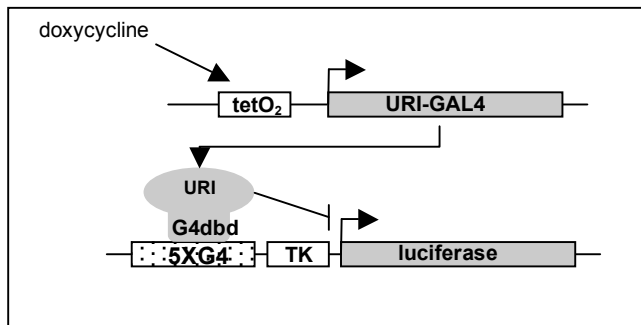 doxycycline
tetO₂
URI-GAL4
URI
G4dbd
5XG4
TK
luciferase